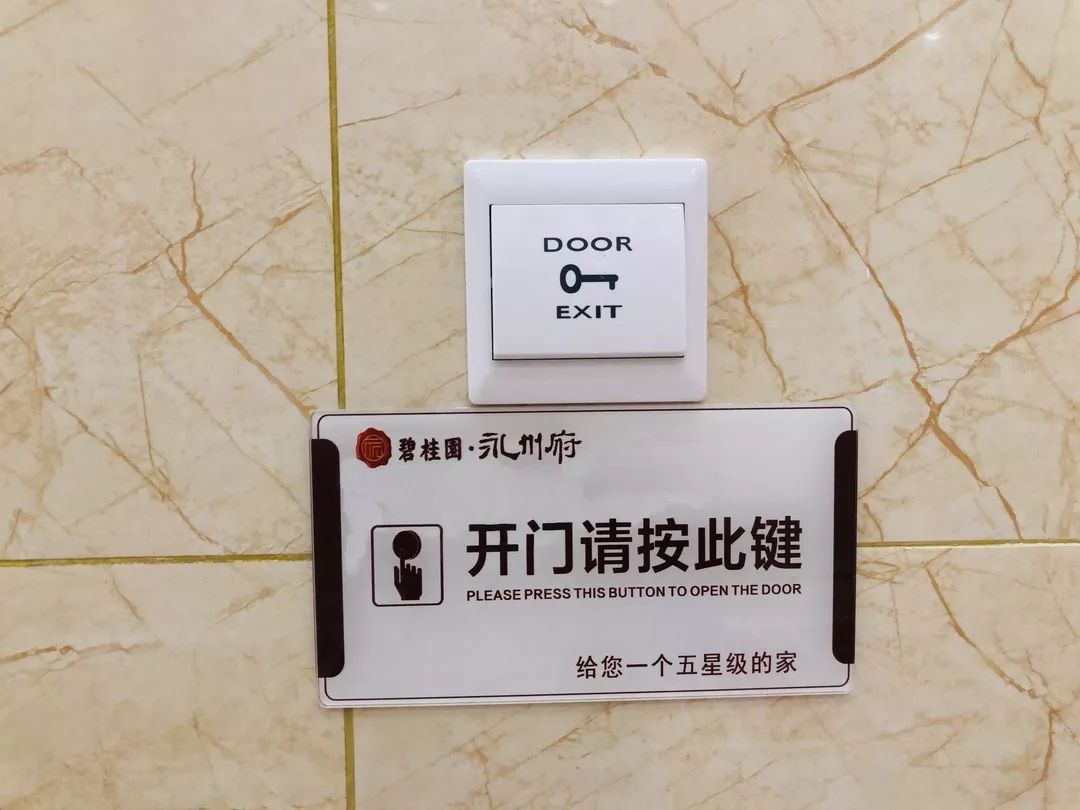 DOOR
EXIT
碧桂園·永州府
开门请按此键
PLEASE PRESS THIS BUTTON TO OPEN THE DOOR
给您一个五星级的家